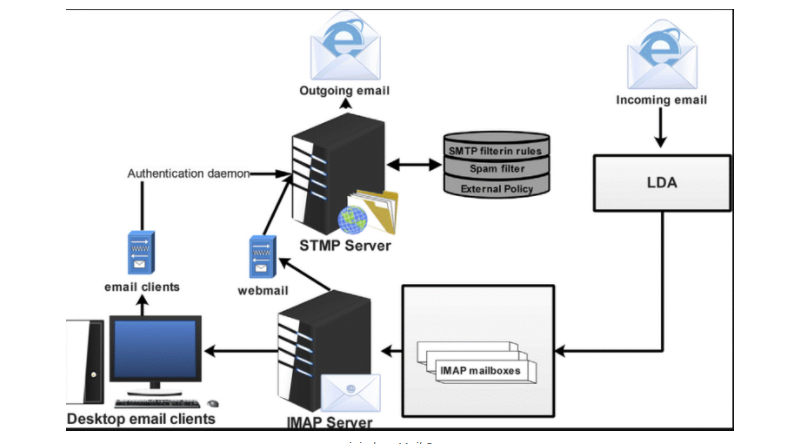 Outgoing email
Incoming email
SMTP filterin rules
Spam filter
External Policy
Authentication daemon
LDA
STMP Server
email clients
webmail
IMAP mailboxes
Desktop email clients
IMAP Server